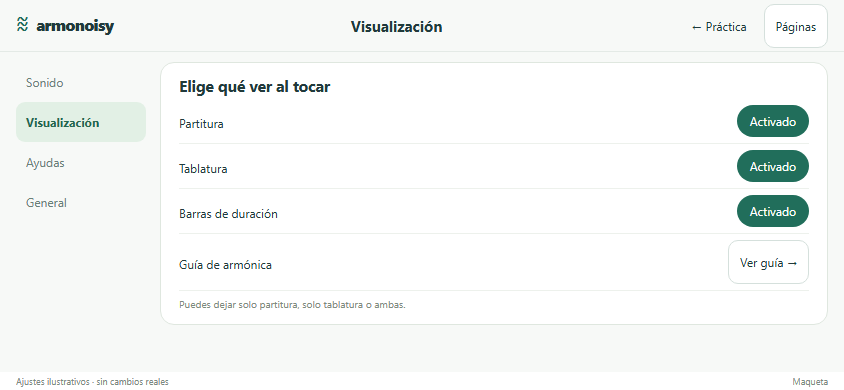 armonoisy
Visualización
← Práctica
Páginas
Sonido
Visualización
Ayudas
General
Elige qué ver al tocar
Partitura
Activado
Tablatura
Activado
Barras de duración
Activado
Guía de armónica
Ver guía →
Puedes dejar solo partitura, solo tablatura o ambas.
Ajustes ilustrativos · sin cambios reales
Maqueta